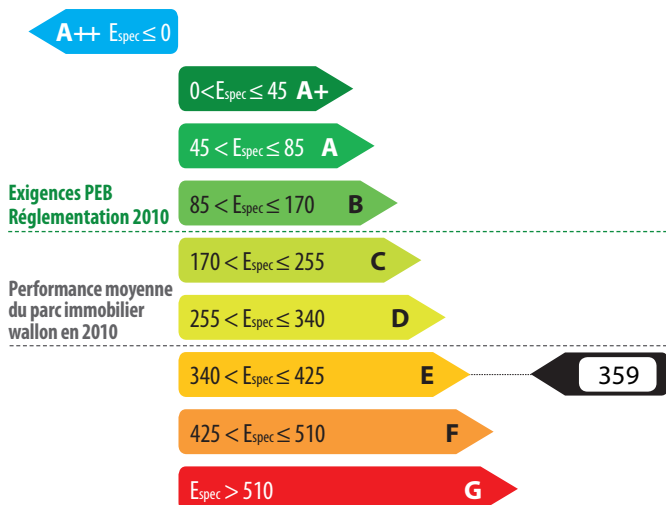 A++ Espec ≤ 0
0<Espec ≤ 45 A+
45 < Espec ≤ 85 A
Exigences PEB
Réglementation 2010
85 < Espec ≤ 170 B
170 < Espec ≤ 255 C
Performance moyenne
du parc immobilier
wallon en 2010
255 < Espec ≤ 340 D
340 < Espec ≤ 425 E
359
425 < Espec ≤ 510 F
Espec > 510 G